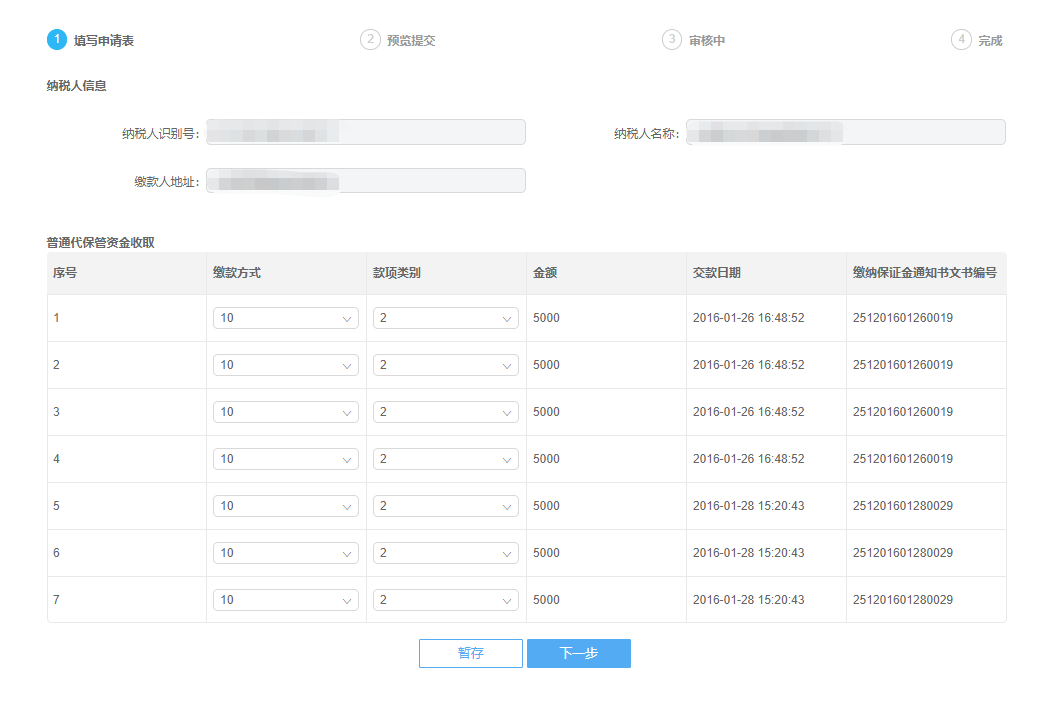 1 填写申请表 2 预览提交 3 审核中 4 完成
纳税人信息
纳税人识别号: 纳税人名称:
缴款人地址:
普通代保管资金收取
序号 缴款方式 款项类别 金额 交款日期 缴纳保证金通知书文书编号
1 10 2 5000 2016-01-26 16:48:52 251201601260019
2 10 2 5000 2016-01-26 16:48:52 251201601260019
3 10 2 5000 2016-01-26 16:48:52 251201601260019
4 10 2 5000 2016-01-26 16:48:52 251201601260019
5 10 2 5000 2016-01-28 15:20:43 251201601280029
6 10 2 5000 2016-01-28 15:20:43 251201601280029
7 10 2 5000 2016-01-28 15:20:43 251201601280029
暂存 下一步